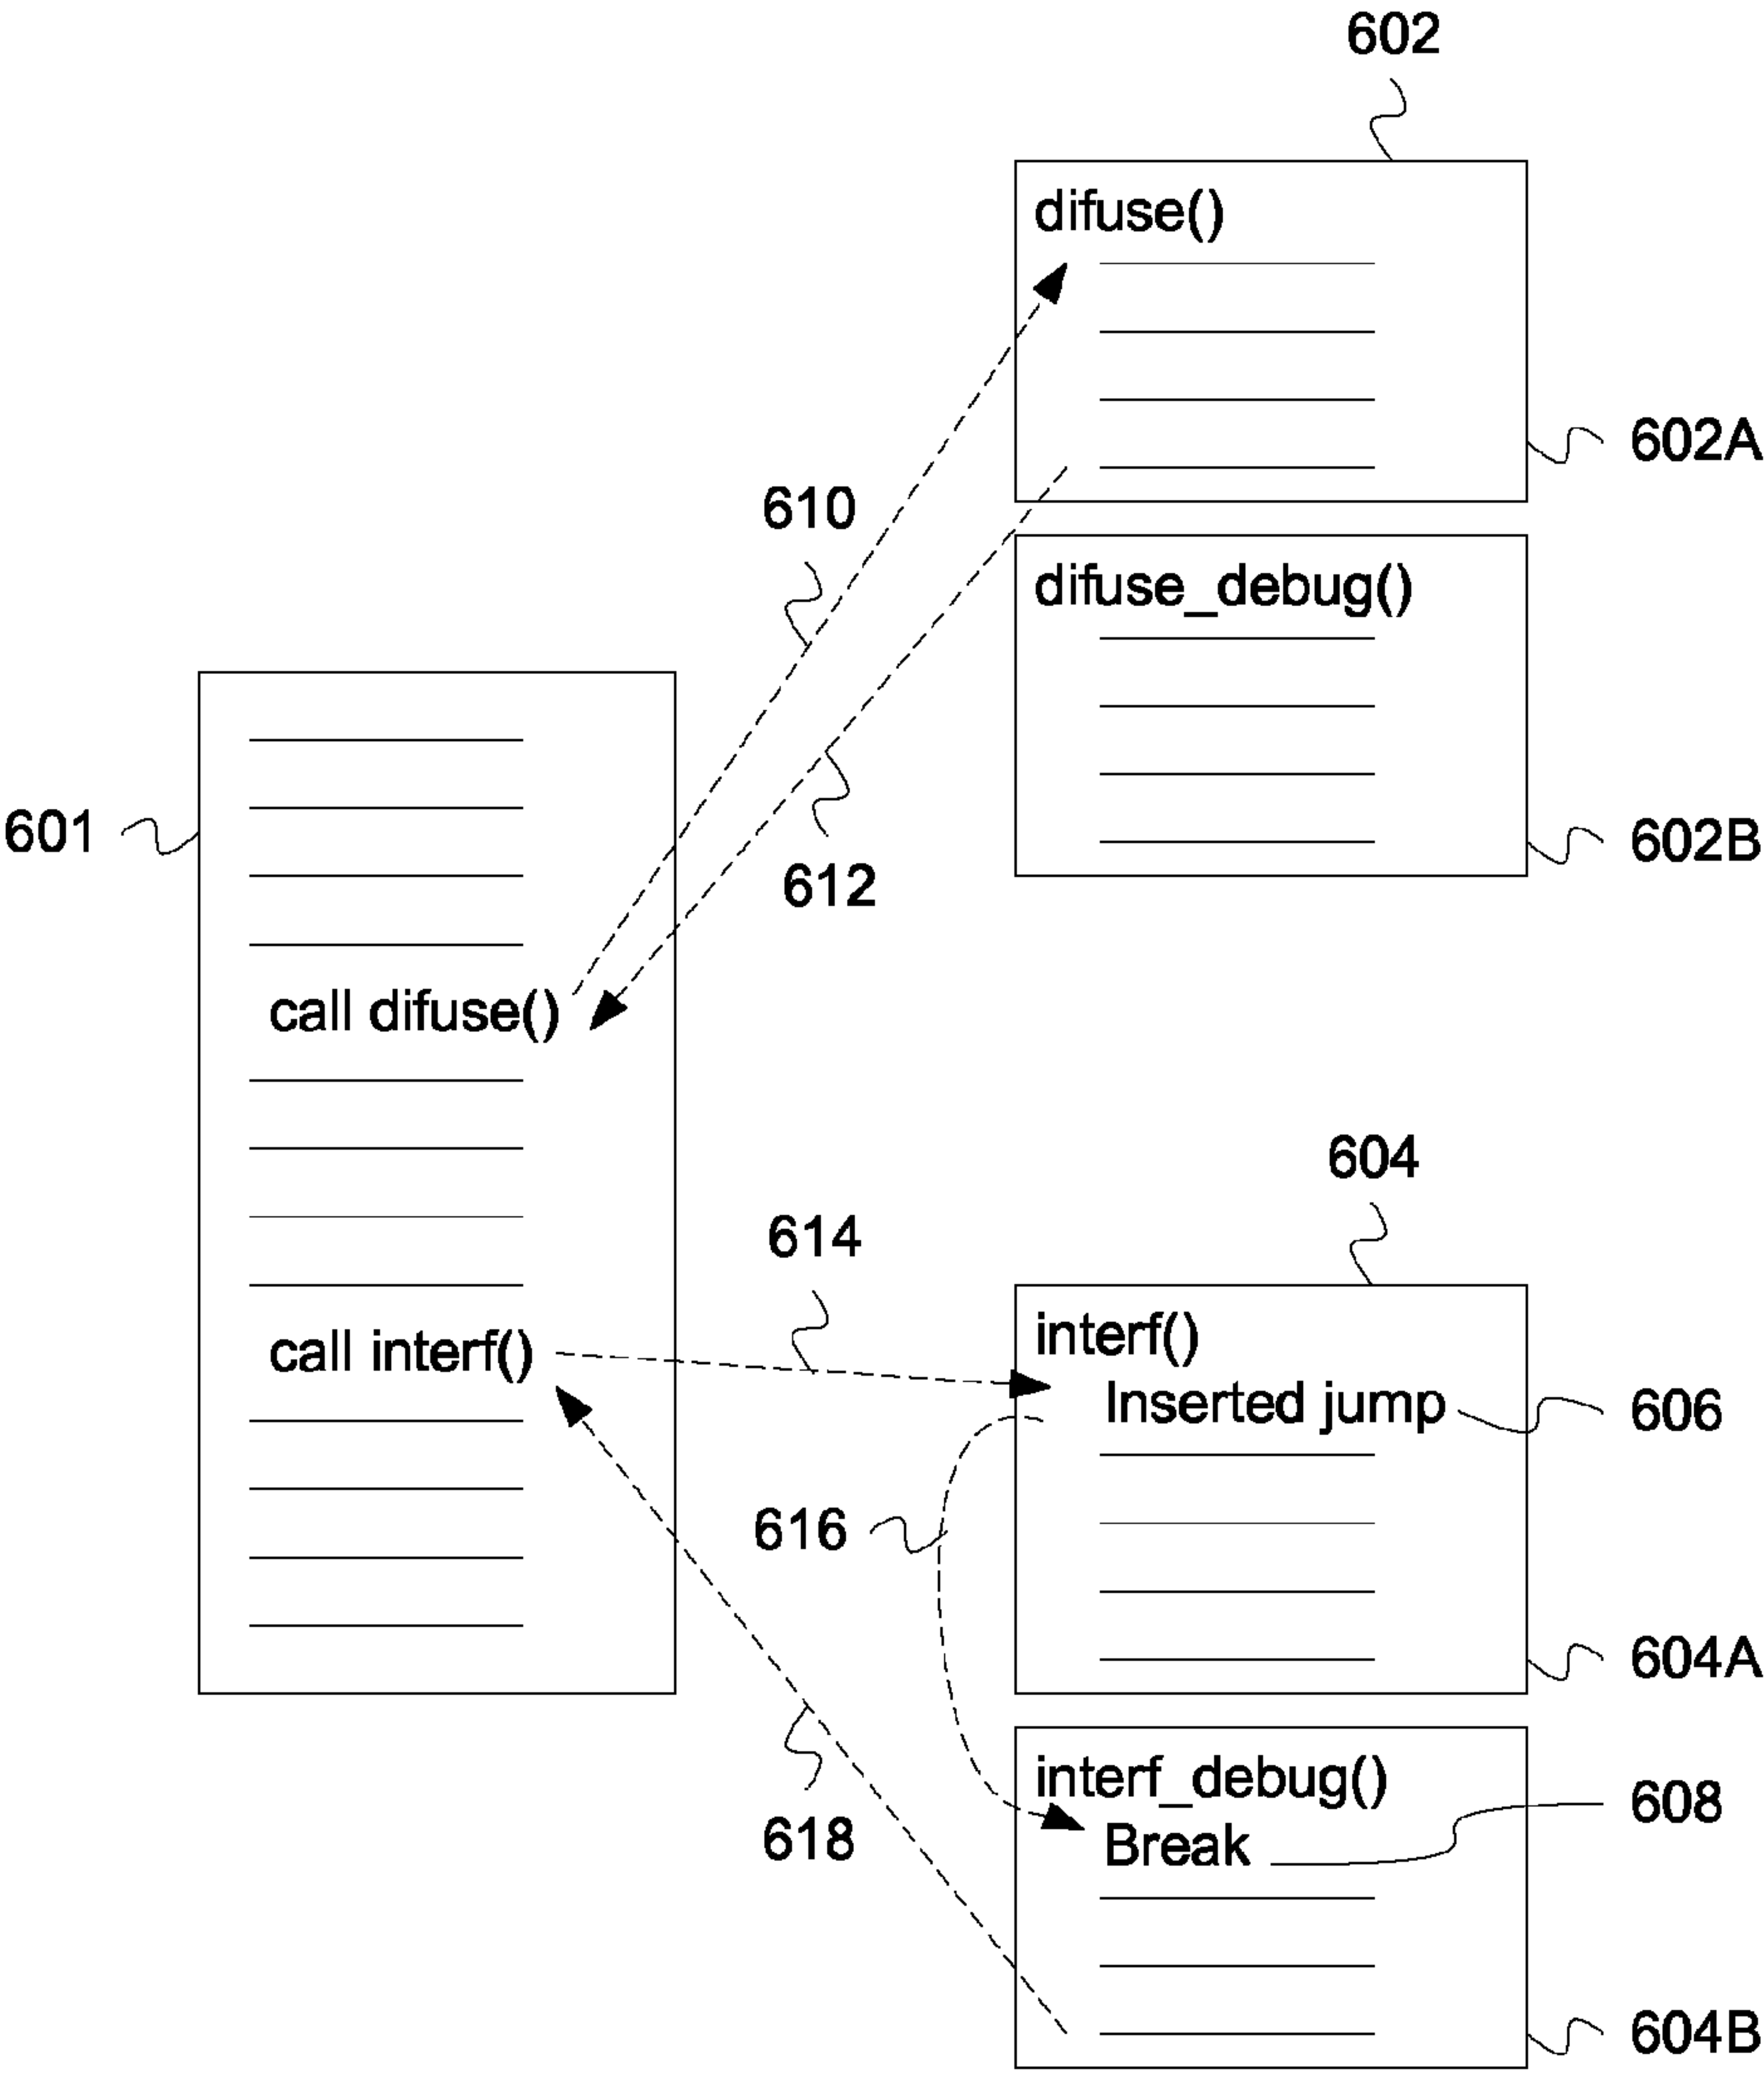 602
difuse()
602A
610
difuse_debug()
601
602B
612
call difuse()
604
614
interf()
call interf()
Inserted jump
606
616
604A
interf_debug()
608
618
Break
604B